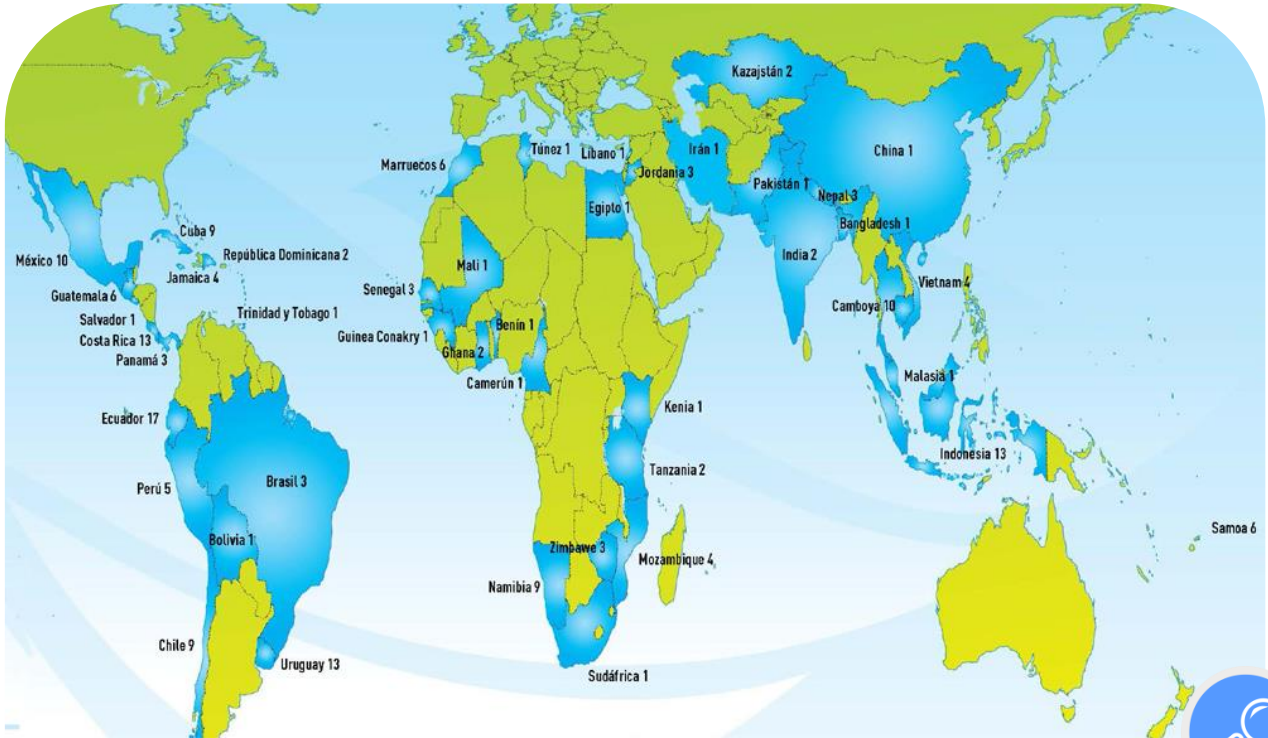 Kazajstán 2
Túnez 1
Líbano 1
Irán 1
China 1
Marruecos 6
Jordania 3
Pakistán 1
Nepal 3
Egipto 1
Bangladesh 1
Cuba 9
República Dominicana 2
México 10
Jamaica 4
Mali 1
India 2
Guatemala 6
Senegal 3
Vietnam 4
Camboya 10
Salvador 1
Trinidad y Tobago 1
Costa Rica 13
Guinea Conakry 1
Benín 1
Panamá 3
Ghana 2
Camerún 1
Malasia 1
Ecuador 17
Kenia 1
Indonesia 13
Perú 5
Brasil 3
Tanzania 2
Samoa 6
Bolivia 1
Zimbawe 3
Mozambique 4
Namibia 9
Chile 9
Uruguay 13
Sudáfrica 1